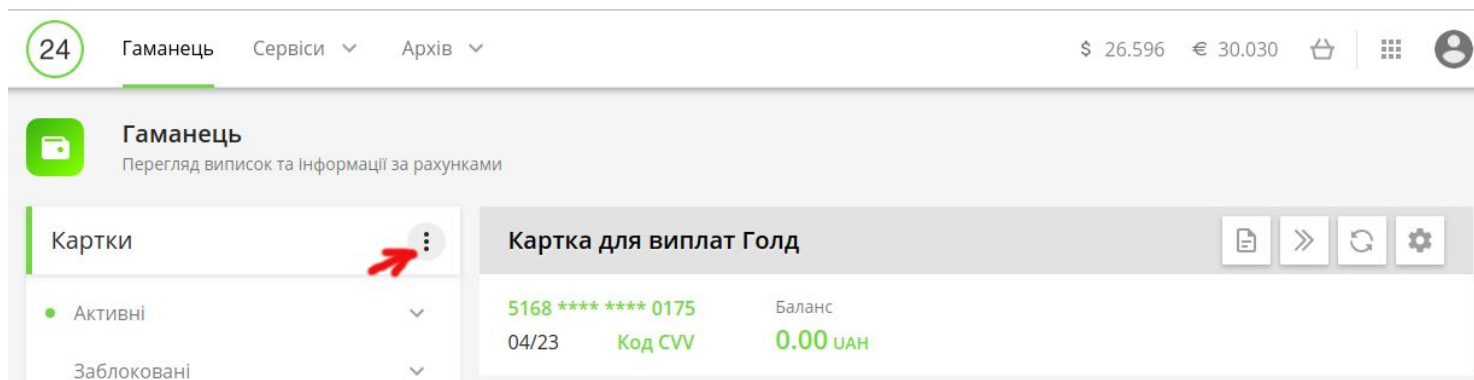 24 Гаманець Сервіси Архів $ 26.596 € 30.030
Гаманець
Перегляд виписок та інформації за рахунками
Картки
Картка для виплат Голд
Активні
5168 **** **** 0175 Баланс
04/23 Код CVV 0.00 UAH
Заблоковані